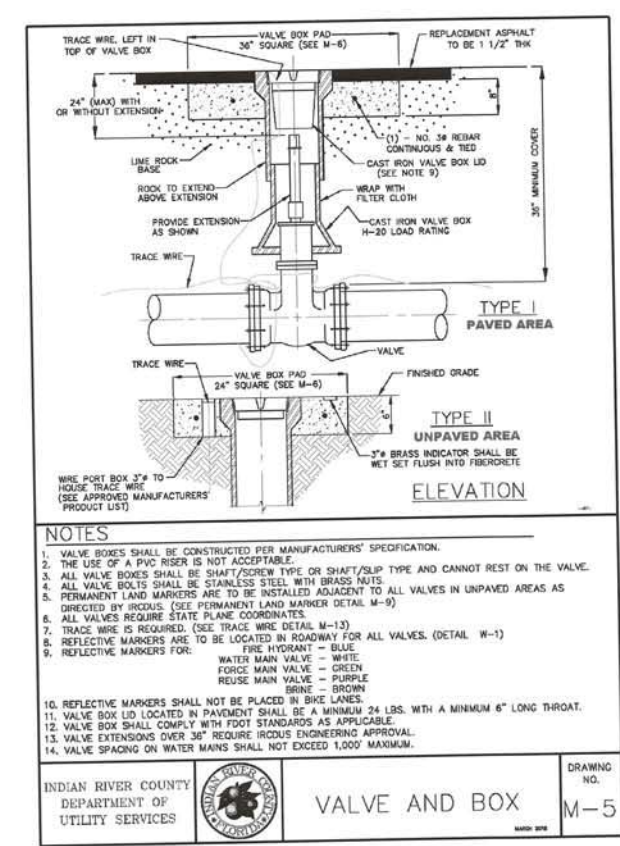 TRACE WIRE, LEFT IN
TOP OF VALVE BOX
VALVE BOX PAD
36" SQUARE (SEE M-6)
REPLACEMENT ASPHALT
TO BE 1 1/2" THK
24" (MAX) WITH
OR WITHOUT EXTENSION
8"
(1) - NO. 3ø REBAR
CONTINUOUS & TIED
LIME ROCK
BASE
CAST IRON VALVE BOX LID
(SEE NOTE 9)
ROCK TO EXTEND
ABOVE EXTENSION
WRAP WITH
FILTER CLOTH
36" MINIMUM COVER
PROVIDE EXTENSION
AS SHOWN
CAST IRON VALVE BOX
H-20 LOAD RATING
TRACE WIRE
TYPE I
PAVED AREA
VALVE
TRACE WIRE
VALVE BOX PAD
24" SQUARE (SEE M-6)
FINISHED GRADE
6"
TYPE II
UNPAVED AREA
3"ø BRASS INDICATOR SHALL BE
WET SET FLUSH INTO FIBERCRETE
WIRE PORT BOX 3"ø TO
HOUSE TRACE WIRE
(SEE APPROVED MANUFACTURERS'
PRODUCT LIST)
ELEVATION
NOTES
1. VALVE BOXES SHALL BE CONSTRUCTED PER MANUFACTURERS' SPECIFICATION.
2. THE USE OF A PVC RISER IS NOT ACCEPTABLE.
3. ALL VALVE BOXES SHALL BE SHAFT/SCREW TYPE OR SHAFT/SLIP TYPE AND CANNOT REST ON THE VALVE.
4. ALL VALVE BOLTS SHALL BE STAINLESS STEEL WITH BRASS NUTS.
5. PERMANENT LAND MARKERS ARE TO BE INSTALLED ADJACENT TO ALL VALVES IN UNPAVED AREAS AS
DIRECTED BY IRCDUS. (SEE PERMANENT LAND MARKER DETAIL M-9)
6. ALL VALVES REQUIRE STATE PLANE COORDINATES.
7. TRACE WIRE IS REQUIRED. (SEE TRACE WIRE DETAIL M-13)
8. REFLECTIVE MARKERS ARE TO BE LOCATED IN ROADWAY FOR ALL VALVES. (DETAIL W-1)
9. REFLECTIVE MARKERS FOR: FIRE HYDRANT - BLUE
WATER MAIN VALVE - WHITE
FORCE MAIN VALVE - GREEN
REUSE MAIN VALVE - PURPLE
BRINE - BROWN
10. REFLECTIVE MARKERS SHALL NOT BE PLACED IN BIKE LANES.
11. VALVE BOX LID LOCATED IN PAVEMENT SHALL BE A MINIMUM 24 LBS. WITH A MINIMUM 6" LONG THROAT.
12. VALVE BOX SHALL COMPLY WITH FDOT STANDARDS AS APPLICABLE.
13. VALVE EXTENSIONS OVER 36" REQUIRE IRCDUS ENGINEERING APPROVAL.
14. VALVE SPACING ON WATER MAINS SHALL NOT EXCEED 1,000' MAXIMUM.
INDIAN RIVER COUNTY
DEPARTMENT OF
UTILITY SERVICES
INDIAN RIVER COUNTY
FLORIDA
VALVE AND BOX
DRAWING
NO.
M-5